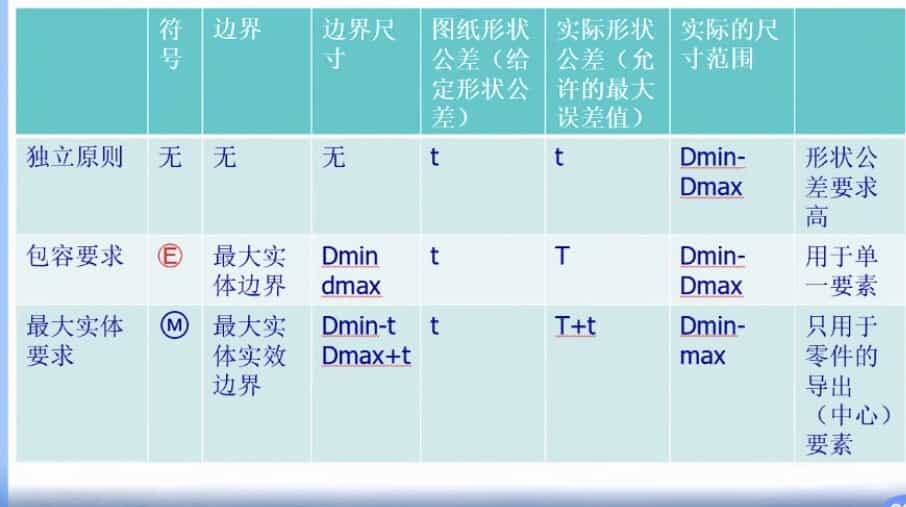 符号
边界
边界尺寸
图纸形状公差（给定形状公差）
实际形状公差（允许的最大误差值）
实际的尺寸范围
独立原则
无
无
无
t
t
Dmin-
Dmax
形状公差要求高
包容要求
Ⓔ
最大实体边界
Dmin
dmax
t
T
Dmin-
Dmax
用于单一要素
最大实体要求
Ⓜ
最大实体实效边界
Dmin-t
Dmax+t
t
T+t
Dmin-
max
只用于零件的导出（中心）要素